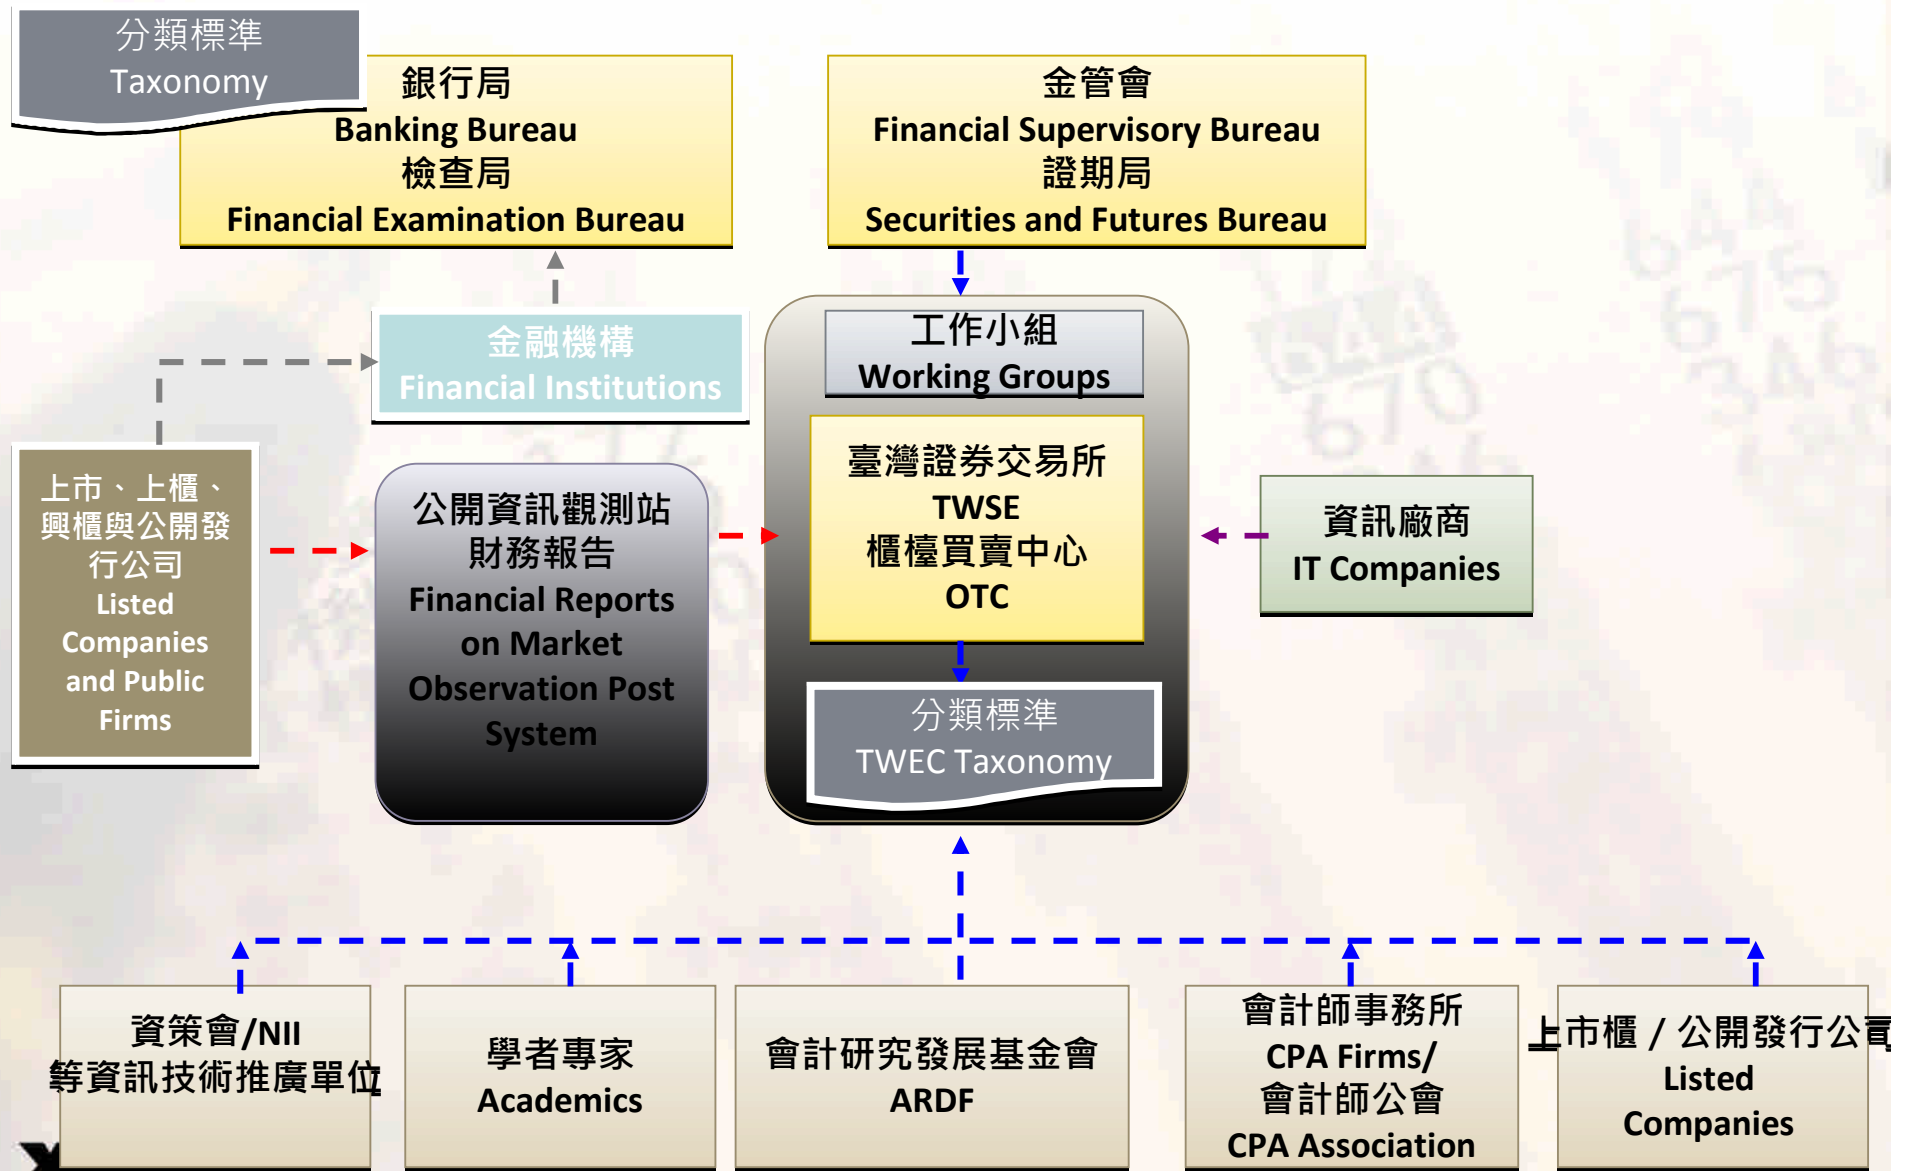 分類標準
Taxonomy
銀行局
Banking Bureau
檢查局
Financial Examination Bureau
金管會
Financial Supervisory Bureau
證期局
Securities and Futures Bureau
金融機構
Financial Institutions
工作小組
Working Groups
上市、上櫃、
興櫃與公開發
行公司
Listed
Companies
and Public
Firms
公開資訊觀測站
財務報告
Financial Reports
on Market
Observation Post
System
臺灣證券交易所
TWSE
櫃檯買賣中心
OTC
分類標準
TWEC Taxonomy
資訊廠商
IT Companies
資策會/NII
等資訊技術推廣單位
學者專家
Academics
會計研究發展基金會
ARDF
會計師事務所
CPA Firms/
會計師公會
CPA Association
上市櫃 / 公開發行公司
Listed
Companies